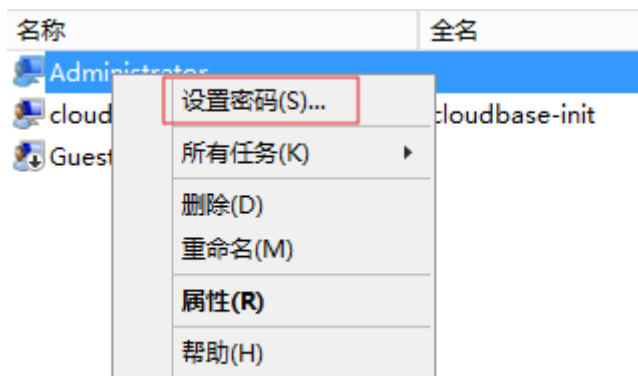 名称 全名
Administrator
设置密码(S)...
cloud cloudbase-init
所有任务(K)
Guest
删除(D)
重命名(M)
属性(R)
帮助(H)